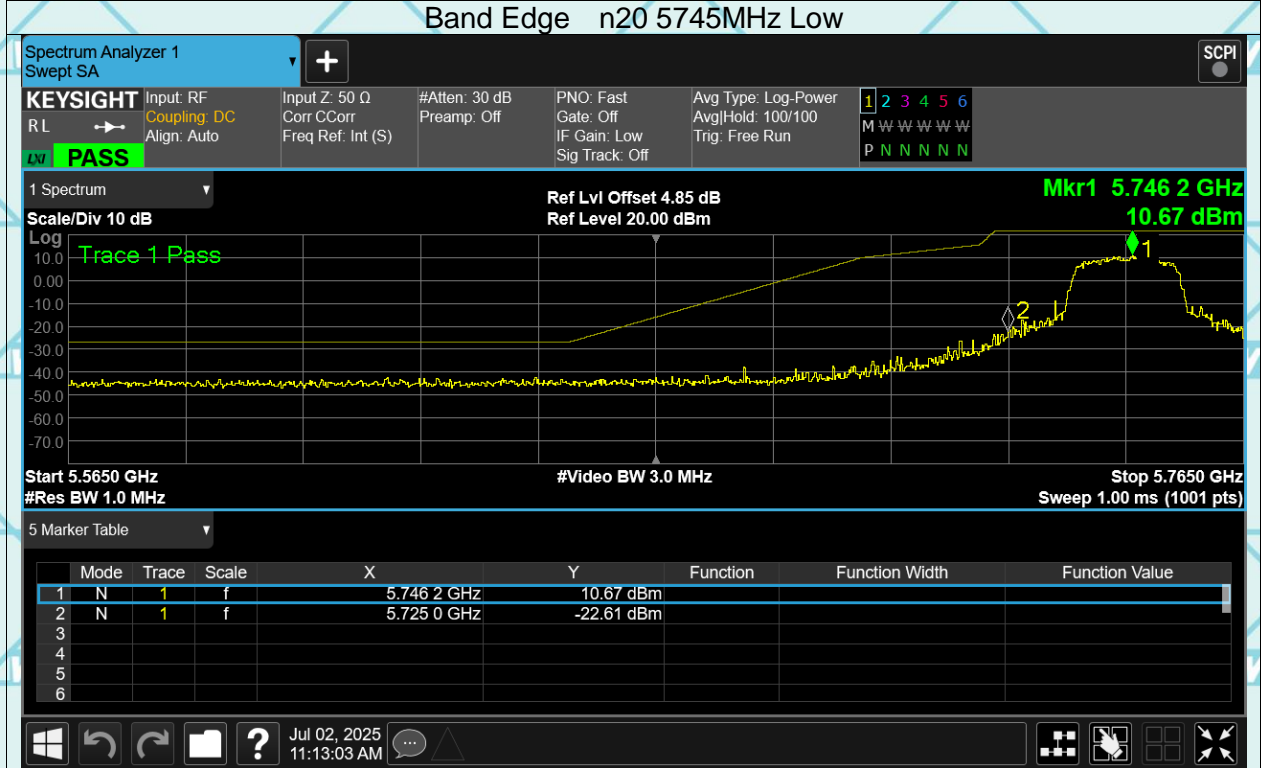 Band Edge n20 5745MHz Low
Spectrum Analyzer 1
Swept SA
SCPI
KEYSIGHT
R L
LXI PASS
Input: RF
Coupling: DC
Align: Auto
Input Z: 50 Ω
Corr CCorr
Freq Ref: Int (S)
#Atten: 30 dB
Preamp: Off
PNO: Fast
Gate: Off
IF Gain: Low
Sig Track: Off
Avg Type: Log-Power
Avg|Hold: 100/100
Trig: Free Run
1 2 3 4 5 6
M W W W W W
P N N N N N
1 Spectrum
Scale/Div 10 dB
Ref Lvl Offset 4.85 dB
Ref Level 20.00 dBm
Mkr1 5.746 2 GHz
10.67 dBm
Log
Trace 1 Pass
10.0
0.00
-10.0
-20.0
-30.0
-40.0
-50.0
-60.0
-70.0
1
2
Start 5.5650 GHz
#Res BW 1.0 MHz
#Video BW 3.0 MHz
Stop 5.7650 GHz
Sweep 1.00 ms (1001 pts)
5 Marker Table
Mode Trace Scale X Y Function Function Width Function Value
1 N 1 f 5.746 2 GHz 10.67 dBm
2 N 1 f 5.725 0 GHz -22.61 dBm
3
4
5
6
?
Jul 02, 2025
11:13:03 AM